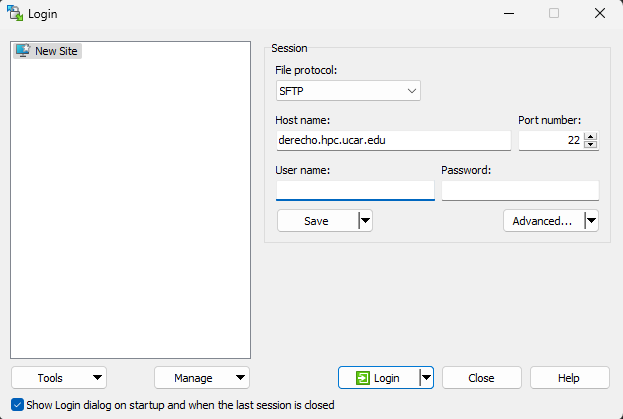 Login
New Site
Session
File protocol:
SFTP
Host name: Port number:
derecho.hpc.ucar.edu 22
User name: Password:
Save Advanced...
Tools Manage Login Close Help
Show Login dialog on startup and when the last session is closed